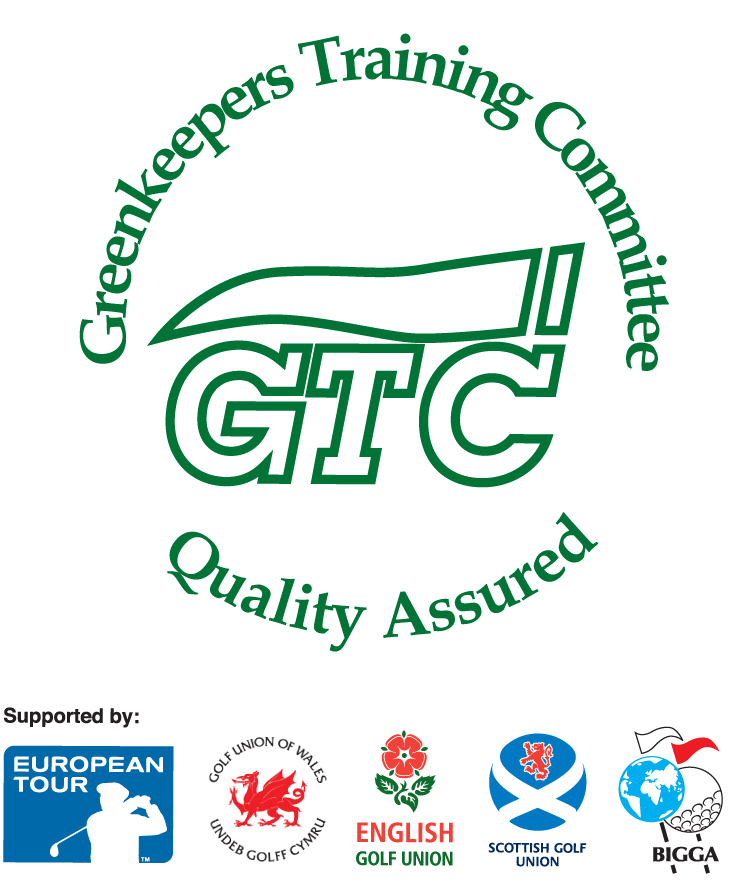 Greenkeepers Training Committee
GTC
Quality Assured
Supported by:
EUROPEAN
TOUR
TM
GOLF UNION OF WALES
UNDEB GOLFF CYMRU
ENGLISH
GOLF UNION
SCOTTISH GOLF
UNION
BIGGA